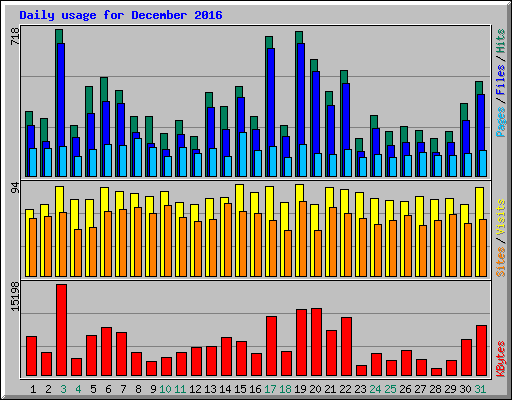 Daily usage for December 2016
718
Pages / Files / Hits
94
Sites / Visits
15198
KBytes
1 2 3 4 5 6 7 8 9 10 11 12 13 14 15 16 17 18 19 20 21 22 23 24 25 26 27 28 29 30 31